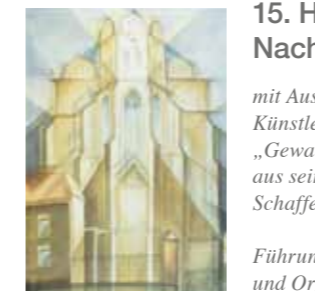 15. H
Nach
mit Aus
Künstle
„Gewa
aus sein
Schaffe
Führun
und Or